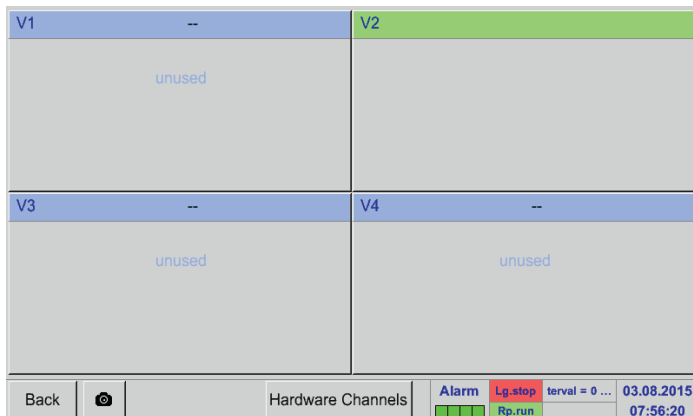 V1 --
V2
unused
V3 --
V4 --
unused
unused
Back
Hardware Channels
Alarm
Lg.stop
terval = 0 ...
03.08.2015
Rp.run
07:56:20